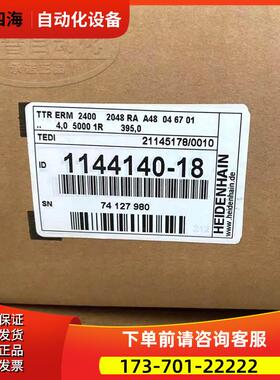 四海 自动化设备
TTR ERM 2400 2048 RA A48 04 67 01
.. 4,0 5000 1R 395,0
TEDI 21145178/0010
ID 1144140-18
SN 74 127 980
HEIDENHAIN
www.heidenhain.de
下单前请咨询客服
173-701-22222